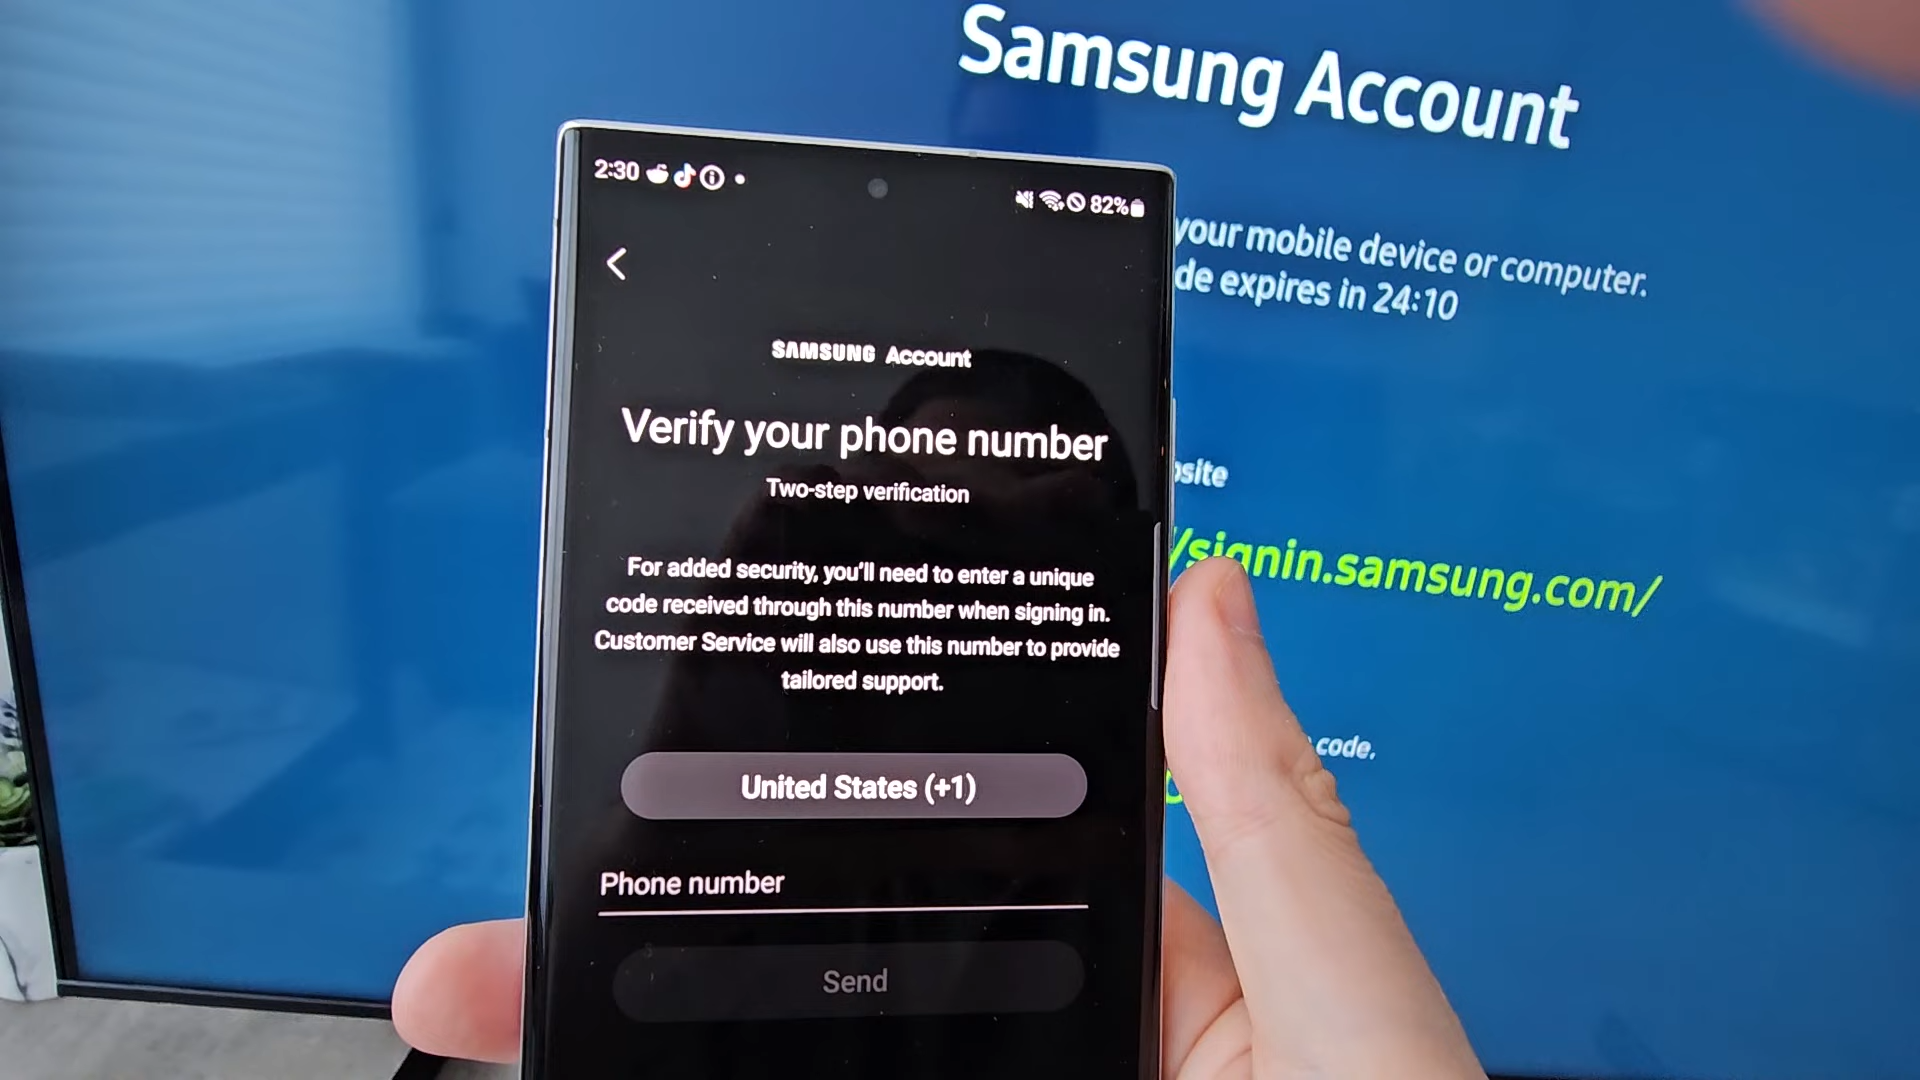 Samsung Account
your mobile device or computer.
expires in 24:10
signin.samsung.com/
code.
2:30
82%
SAMSUNG Account
Verify your phone number
Two-step verification
For added security, you'll need to enter a unique
code received through this number when signing in.
Customer Service will also use this number to provide
tailored support.
United States (+1)
Phone number
Send